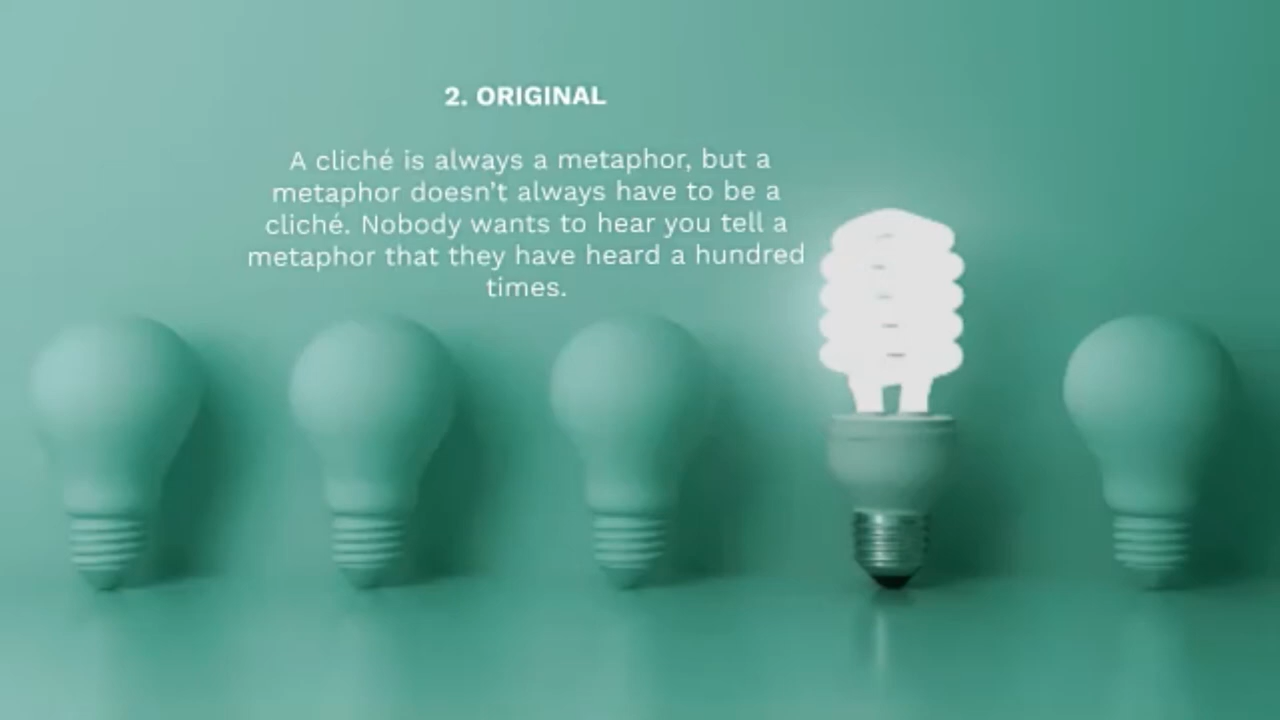 2. ORIGINAL
A cliché is always a metaphor, but a
metaphor doesn't always have to be a
cliché. Nobody wants to hear you tell a
metaphor that they have heard a hundred
times.